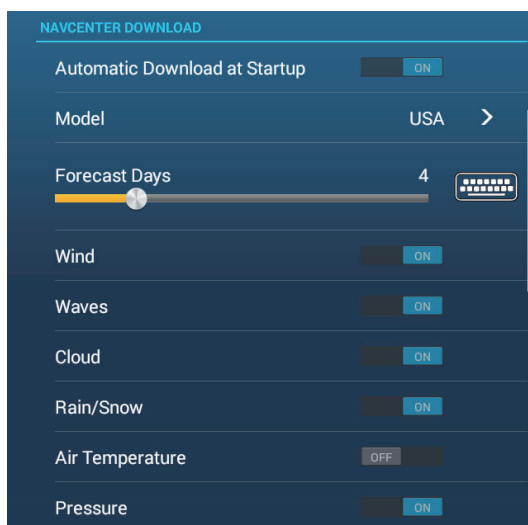 NAVCENTER DOWNLOAD
Automatic Download at Startup ON
Model USA >
Forecast Days 4
Wind ON
Waves ON
Cloud ON
Rain/Snow ON
Air Temperature OFF
Pressure ON